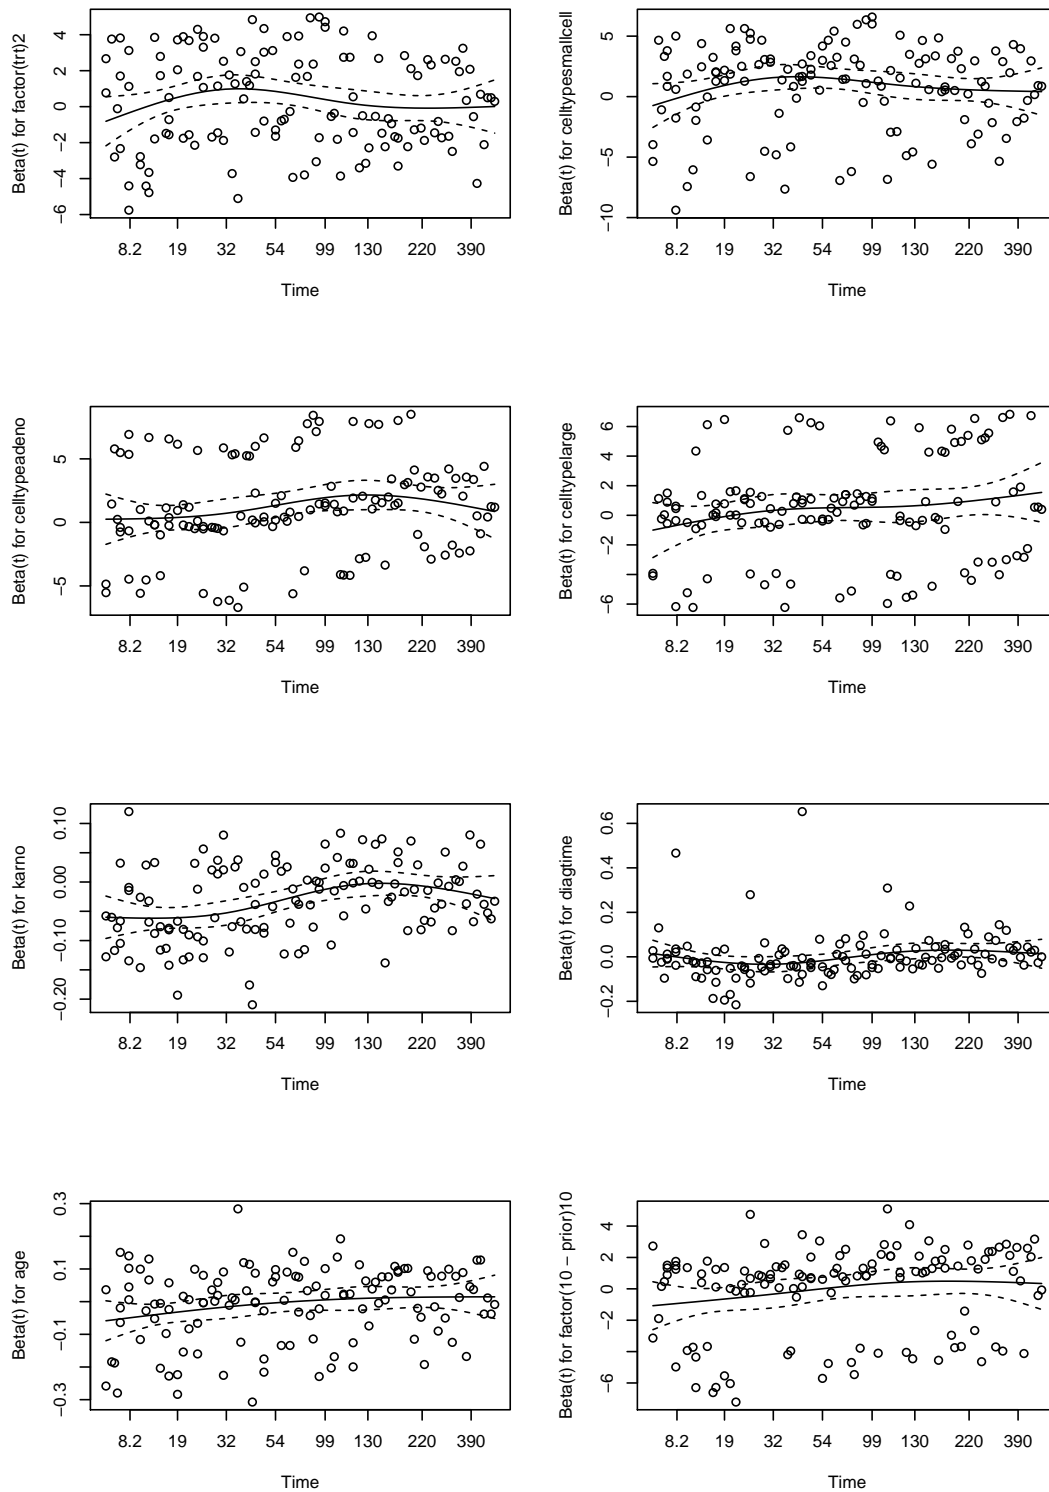 Beta(t) for factor(trt)2
4
2
0
−2
−4
−6
8.2 19 32 54 99 130 220 390
Time
Beta(t) for celltypesmallcell
5
0
−5
−10
8.2 19 32 54 99 130 220 390
Time
Beta(t) for celltypeadeno
5
0
−5
8.2 19 32 54 99 130 220 390
Time
Beta(t) for celltypelarge
6
4
2
0
−2
−6
8.2 19 32 54 99 130 220 390
Time
Beta(t) for karno
0.10
0.00
−0.10
−0.20
8.2 19 32 54 99 130 220 390
Time
Beta(t) for diagtime
0.6
0.4
0.2
0.0
−0.2
8.2 19 32 54 99 130 220 390
Time
Beta(t) for age
0.3
0.1
−0.1
−0.3
8.2 19 32 54 99 130 220 390
Time
Beta(t) for factor(10 − prior)10
4
2
0
−2
−6
8.2 19 32 54 99 130 220 390
Time